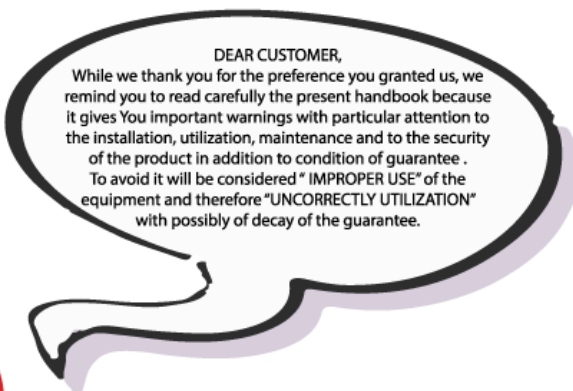 DEAR CUSTOMER,
While we thank you for the preference you granted us, we
remind you to read carefully the present handbook because
it gives You important warnings with particular attention to
the installation, utilization, maintenance and to the security
of the product in addition to condition of guarantee .
To avoid it will be considered “ IMPROPER USE” of the
equipment and therefore “UNCORRECTLY UTILIZATION”
with possibly of decay of the guarantee.